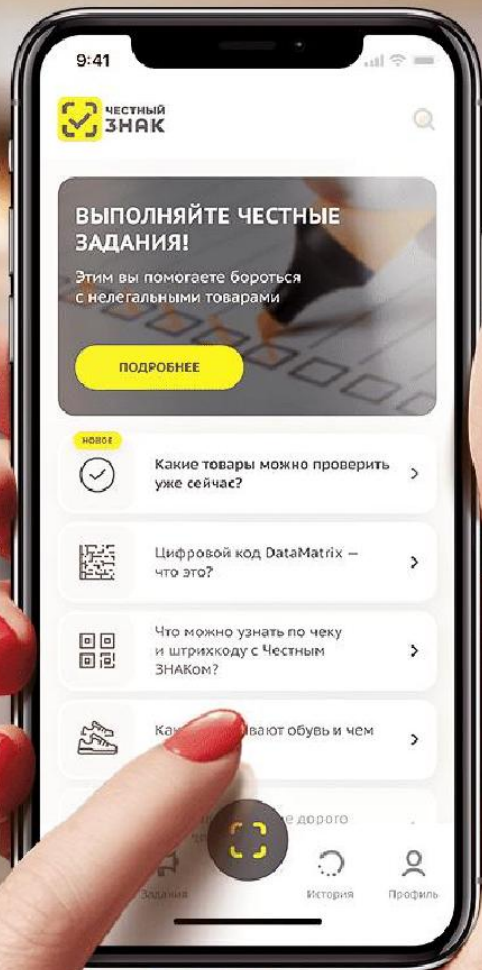 9:41
ЧЕСТНЫЙ
ЗНАК
ВЫПОЛНЯЙТЕ ЧЕСТНЫЕ
ЗАДАНИЯ!
Этим вы помогаете бороться
с нелегальными товарами
ПОДРОБНЕЕ
НОВОЕ
Какие товары можно проверить
уже сейчас?
Цифровой код DataMatrix —
что это?
Что можно узнать по чеку
и штрихкоду с Честным
ЗНАКом?
обувь и чем
дорого
Задания
История
Профиль